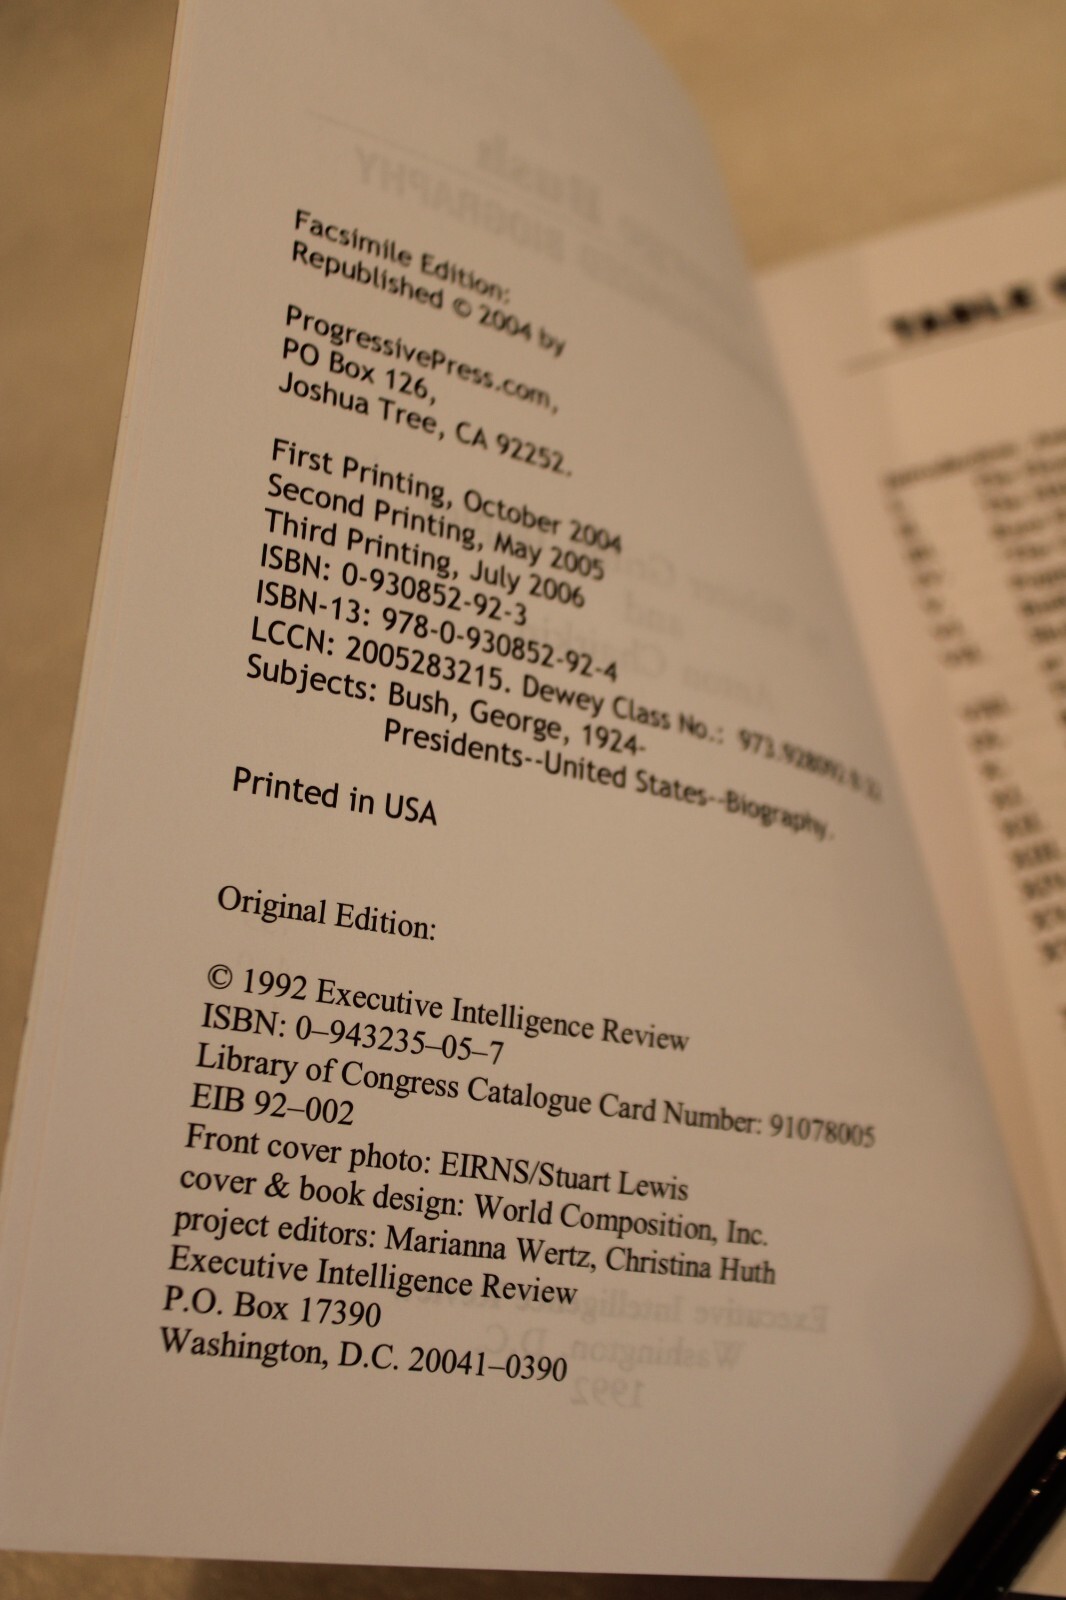 Facsimile Edition:
Republished © 2004 by
ProgressivePress.com,
PO Box 126,
Joshua Tree, CA 92252.
First Printing, October 2004
Second Printing, May 2005
Third Printing, July 2006
ISBN: 0-930852-92-3
ISBN-13: 978-0-930852-92-4
LCCN: 2005283215. Dewey Class No.:
Subjects: Bush, George, 1924-
Presidents--United States--Biography.
Printed in USA
Original Edition:
© 1992 Executive Intelligence Review
ISBN: 0–943235–05–7
Library of Congress Catalogue Card Number: 91078005
EIB 92–002
Front cover photo: EIRNS/Stuart Lewis
cover & book design: World Composition, Inc.
project editors: Marianna Wertz, Christina Huth
Executive Intelligence Review
P.O. Box 17390
Washington, D.C. 20041–0390
TABLE